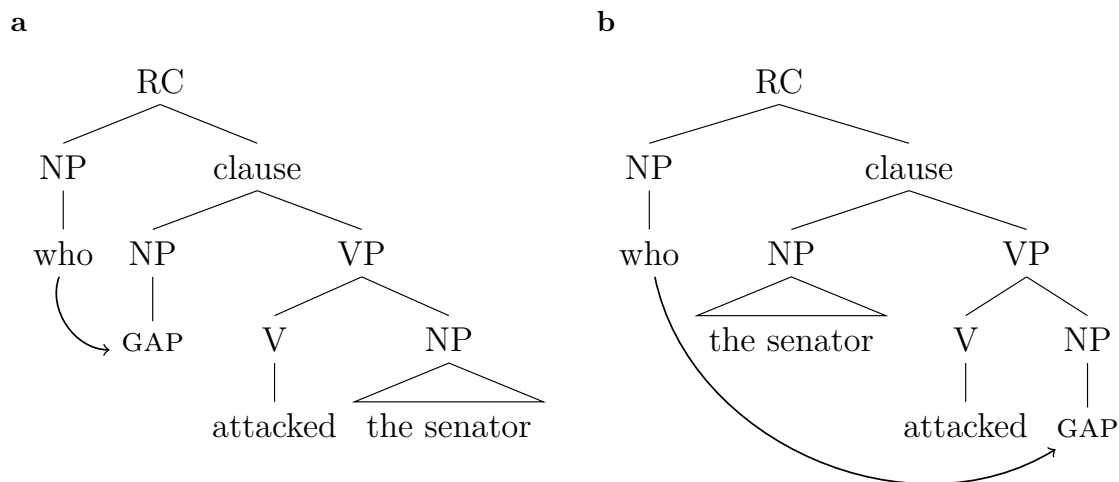 a b
RC RC
NP clause NP clause
who NP VP who NP VP
GAP V NP the senator V NP
attacked the senator attacked GAP